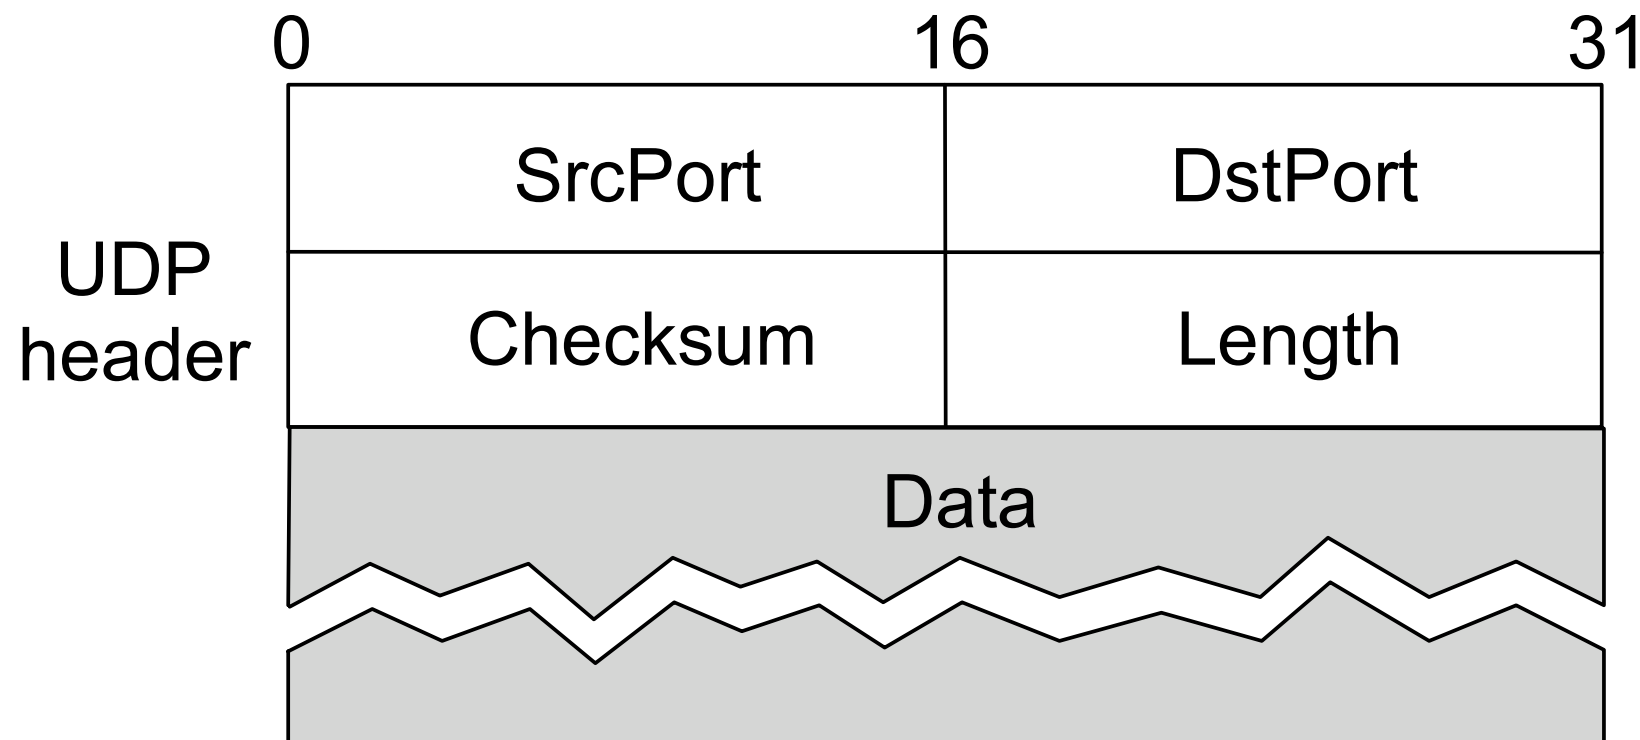 0 16 31
SrcPort DstPort
UDP
header
Checksum Length
Data